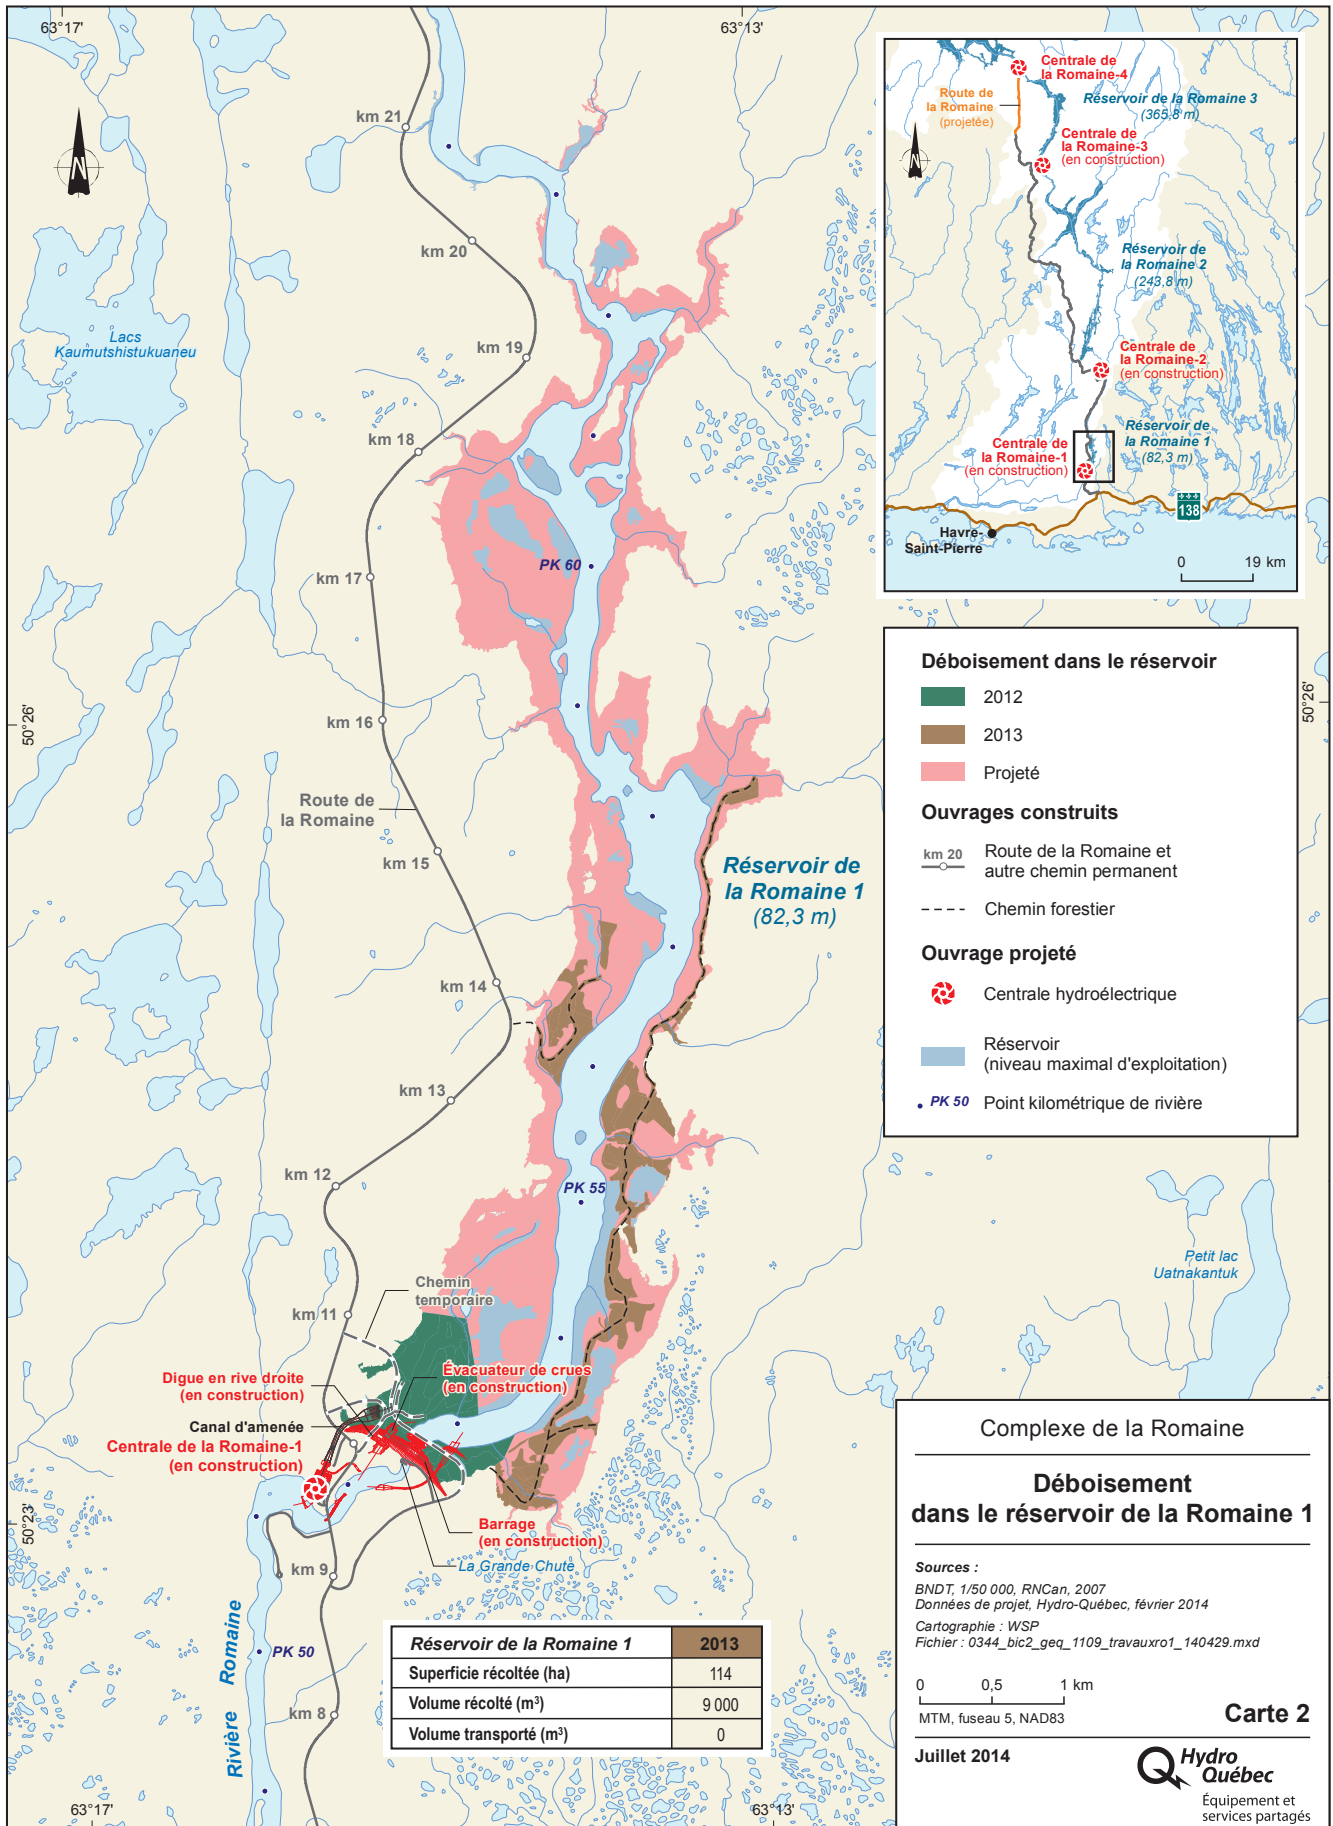 63°17'
63°13'
N
km 21
km 20
km 19
km 18
km 17
km 16
km 15
km 14
km 13
km 12
km 11
km 9
km 8
Lacs
Kaumutshistukuaneu
PK 60
PK 55
PK 50
50°26'
50°26'
50°23'
Route de
la Romaine
Réservoir de
la Romaine 1
(82,3 m)
Chemin
temporaire
Digue en rive droite
(en construction)
Évacuateur de crues
(en construction)
Canal d'amenée
Centrale de la Romaine-1
(en construction)
Barrage
(en construction)
La Grande Chute
Rivière Romaine
Petit lac
Uatnakantuk
63°17'
63°13'
Centrale de
la Romaine-4
Route de
la Romaine
(projetée)
Réservoir de la Romaine 3
(365,8 m)
N
Centrale de
la Romaine-3
(en construction)
Réservoir de
la Romaine 2
(243,8 m)
Centrale de
la Romaine-2
(en construction)
Réservoir de
la Romaine 1
(82,3 m)
Centrale de
la Romaine-1
(en construction)
138
Havre-
Saint-Pierre
0 19 km
Déboisement dans le réservoir
2012
2013
Projeté
Ouvrages construits
km 20
Route de la Romaine et
autre chemin permanent
Chemin forestier
Ouvrage projeté
Centrale hydroélectrique
Réservoir
(niveau maximal d'exploitation)
PK 50 Point kilométrique de rivière
Réservoir de la Romaine 1 2013
Superficie récoltée (ha) 114
Volume récolté (m³) 9 000
Volume transporté (m³) 0
Complexe de la Romaine
Déboisement
dans le réservoir de la Romaine 1
Sources :
BNDT, 1/50 000, RNCan, 2007
Données de projet, Hydro-Québec, février 2014
Cartographie : WSP
Fichier : 0344_bic2_geq_1109_travauxro1_140429.mxd
0 0,5 1 km
MTM, fuseau 5, NAD83
Carte 2
Juillet 2014
Hydro
Québec
Équipement et
services partagés